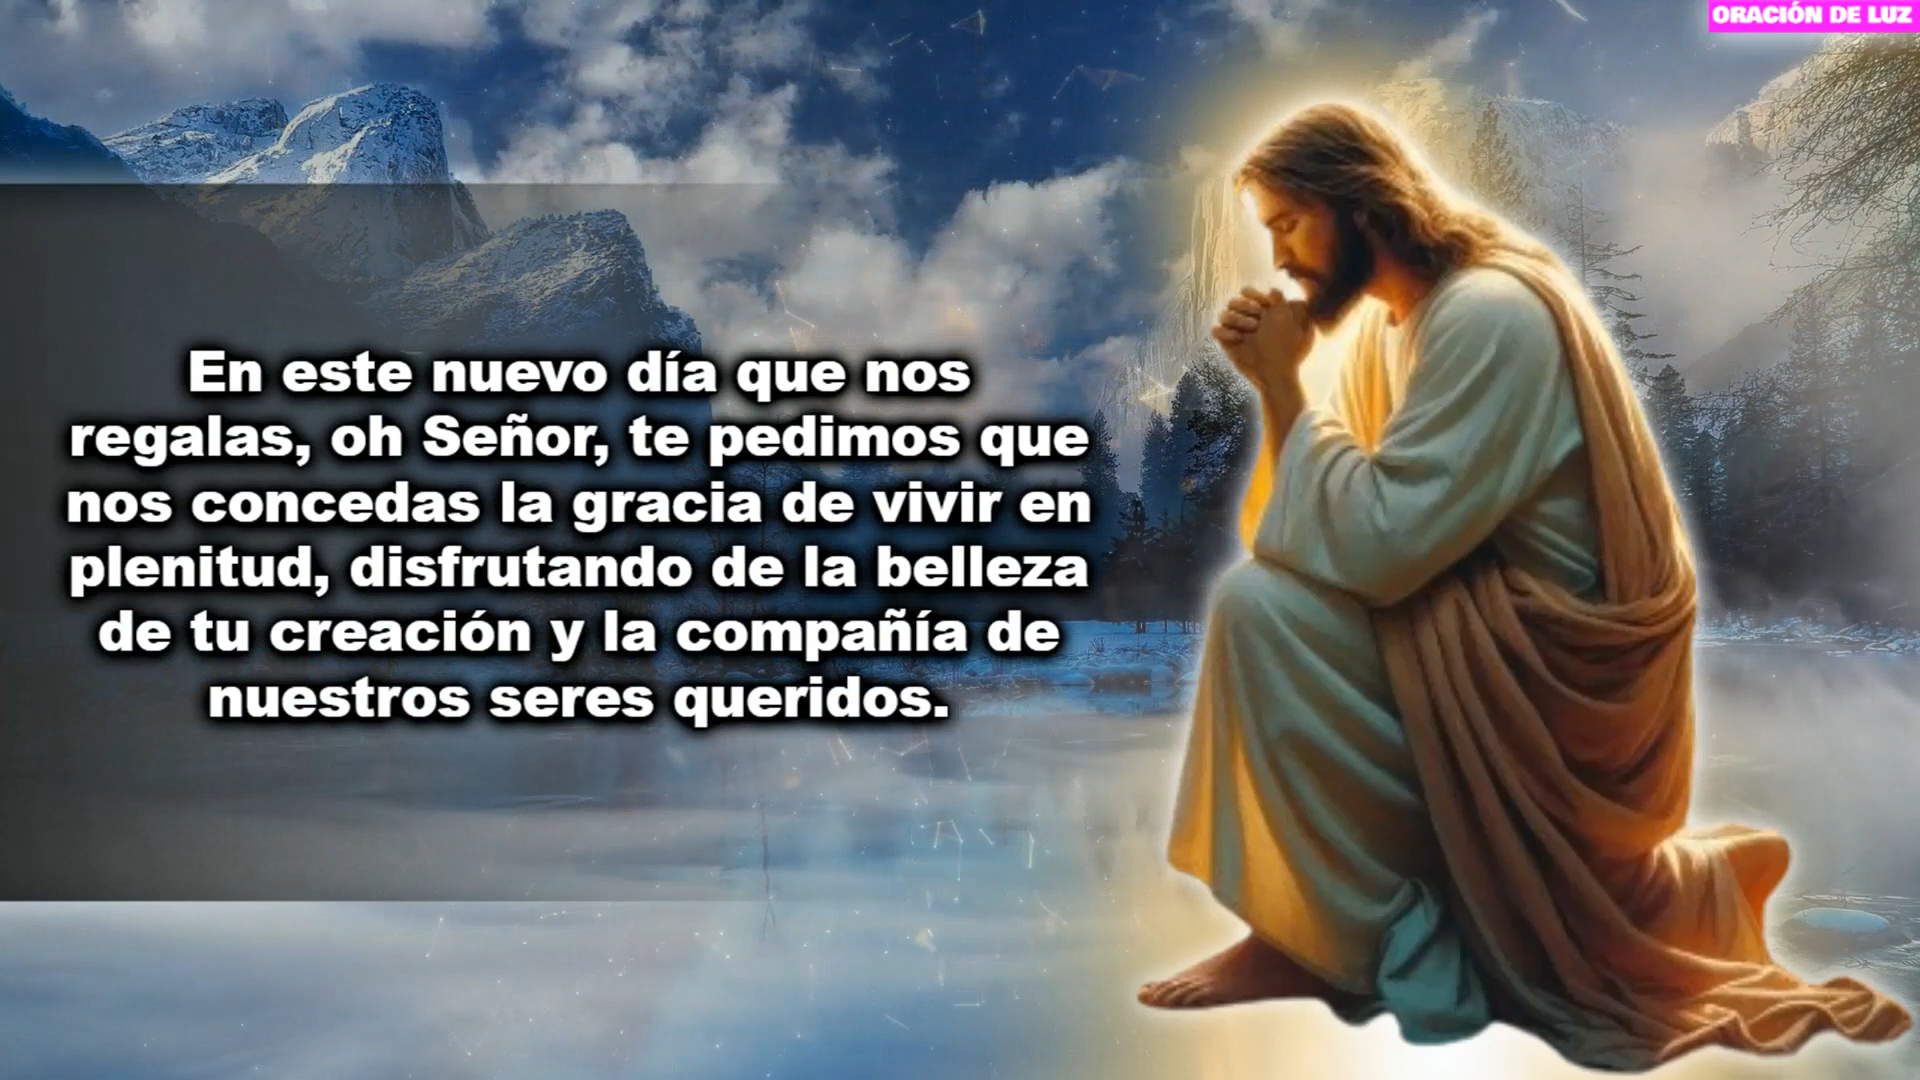 ORACIÓN DE LUZ
En este nuevo día que nos
regalas, oh Señor, te pedimos que
nos concedas la gracia de vivir en
plenitud, disfrutando de la belleza
de tu creación y la compañía de
nuestros seres queridos.